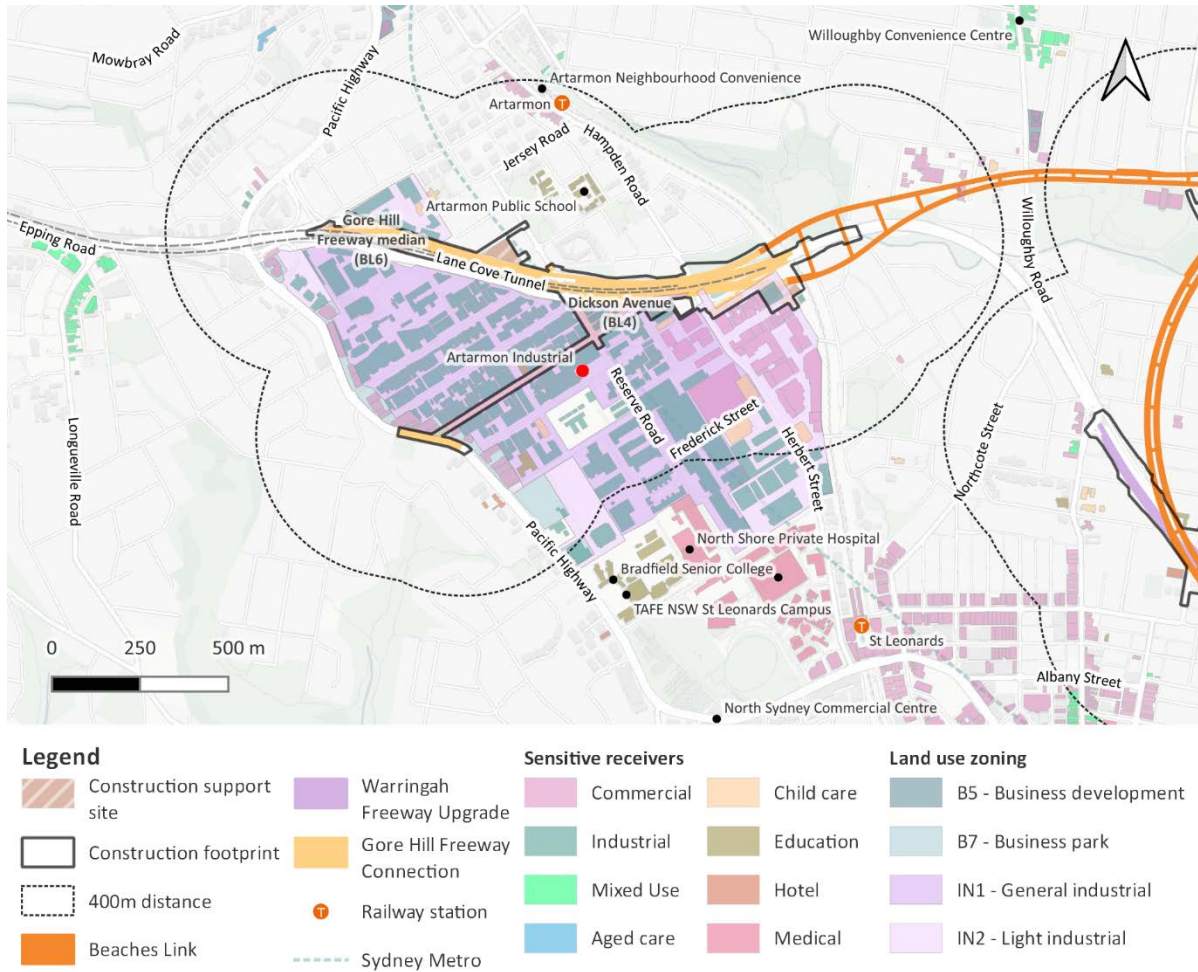 Mowbray Road
Pacific Highway
Willoughby Convenience Centre
Artarmon Neighbourhood Convenience
T
Artarmon
Jersey Road
Hampden Road
Artarmon Public School
Epping Road
Gore Hill
Freeway median
(BL6)
Lane Cove Tunnel
Willoughby Road
Dickson Avenue
(BL4)
Artarmon Industrial
Reserve Road
Frederick Street
Herbert Street
Longueville Road
Northcote Street
Pacific Highway
North Shore Private Hospital
Bradfield Senior College
TAFE NSW St Leonards Campus
T
St Leonards
0 250 500 m
Albany Street
North Sydney Commercial Centre
Legend
Construction support
site
Construction footprint
400m distance
Beaches Link
Warringah
Freeway Upgrade
Gore Hill Freeway
Connection
T
Railway station
Sydney Metro
Sensitive receivers
Commercial
Industrial
Mixed Use
Aged care
Child care
Education
Hotel
Medical
Land use zoning
B5 - Business development
B7 - Business park
IN1 - General industrial
IN2 - Light industrial